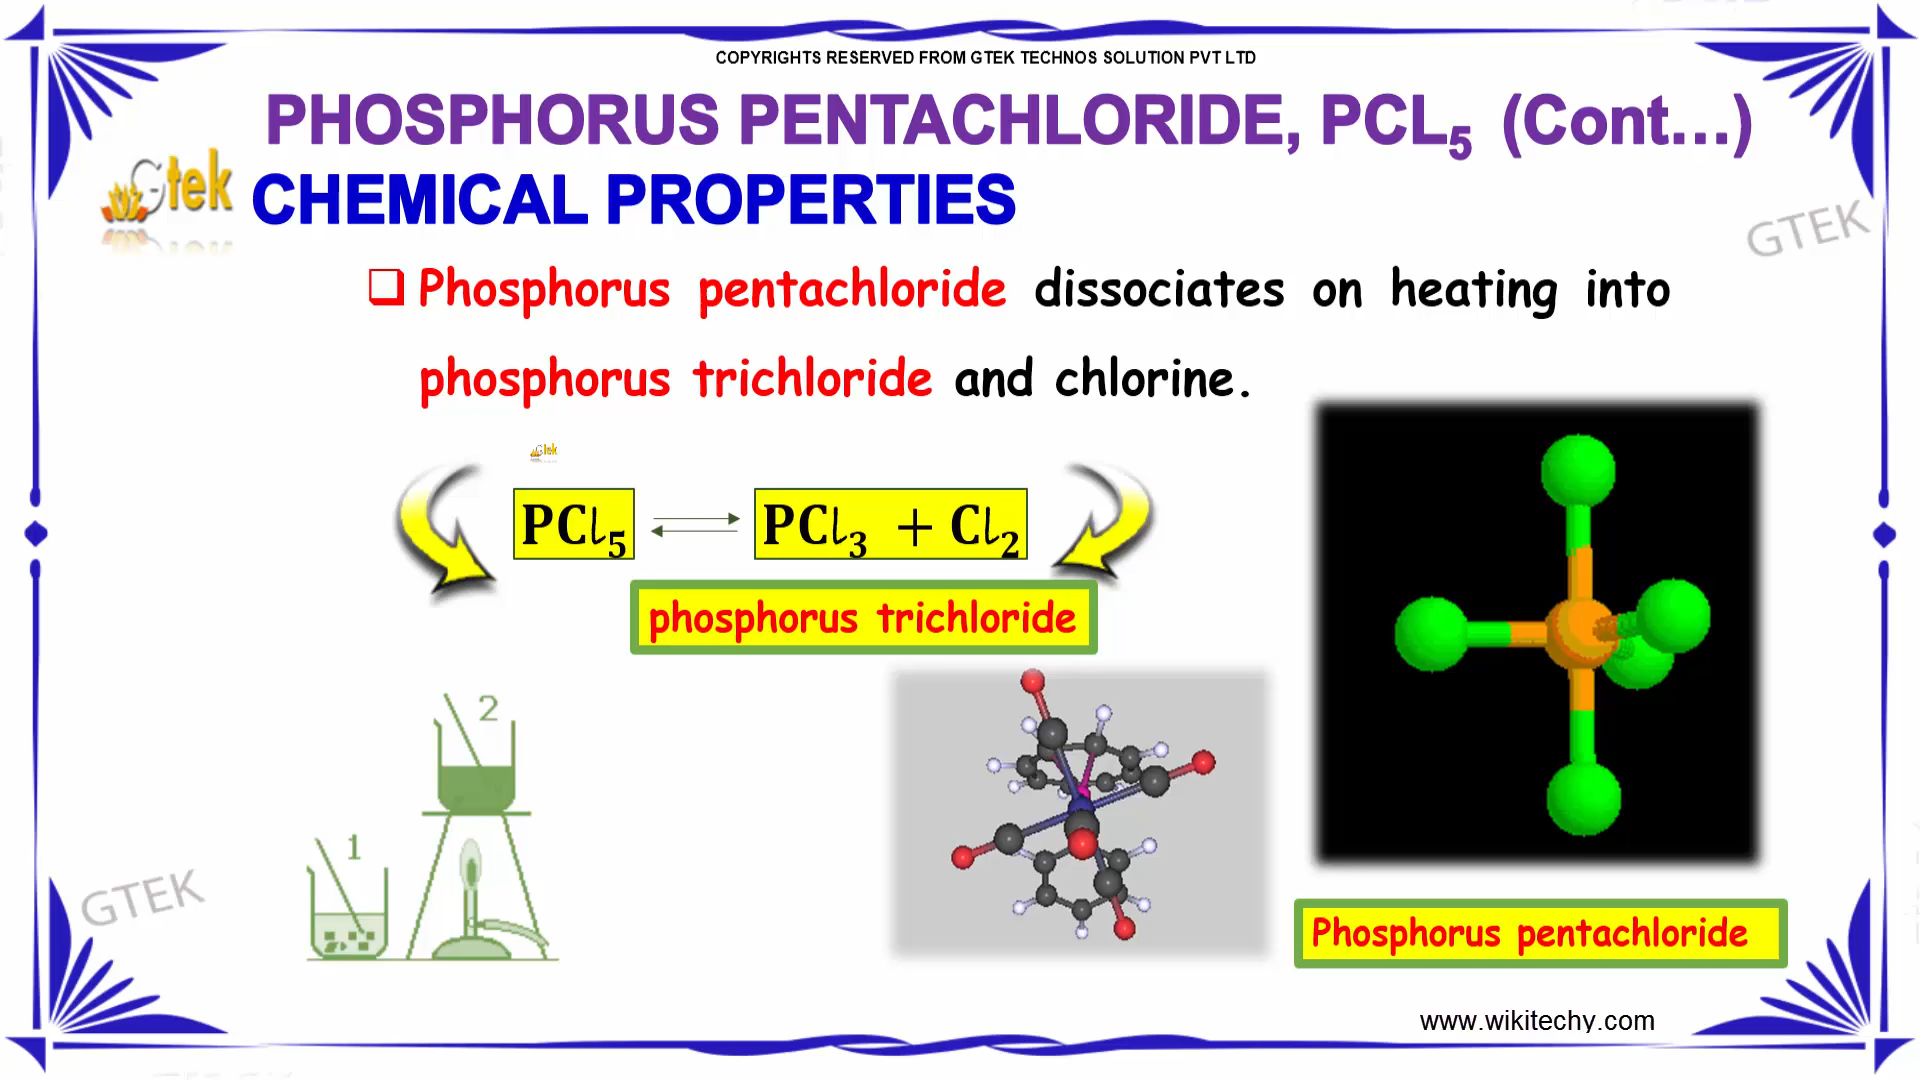 COPYRIGHTS RESERVED FROM GTEK TECHNOS SOLUTION PVT LTD
PHOSPHORUS PENTACHLORIDE, PCL₅ (Cont...)
Gtek
CHEMICAL PROPERTIES
GTEK
❑ Phosphorus pentachloride dissociates on heating into
phosphorus trichloride and chlorine.
Gtek
PCl₅ ⇌ PCl₃ + Cl₂
phosphorus trichloride
2
1
GTEK
Phosphorus pentachloride
www.wikitechy.com